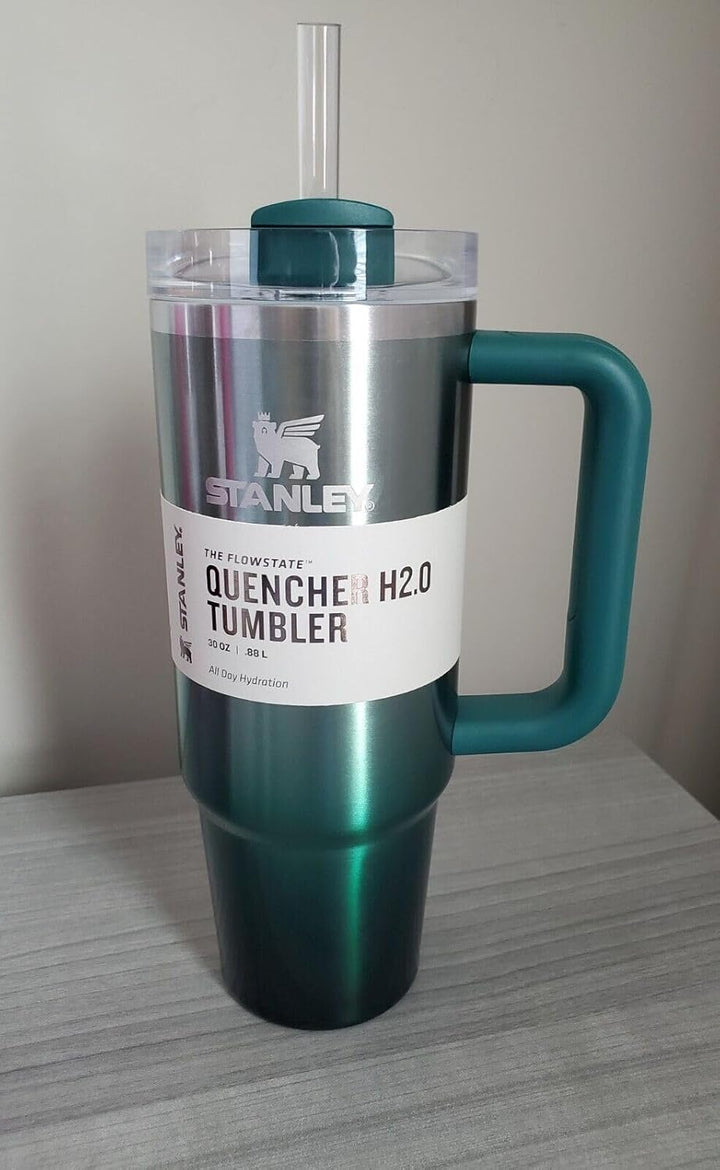 STANLEY®
STANLEY.
THE FLOWSTATE™
QUENCHER H2.0
TUMBLER
30 OZ | .88 L
All Day Hydration